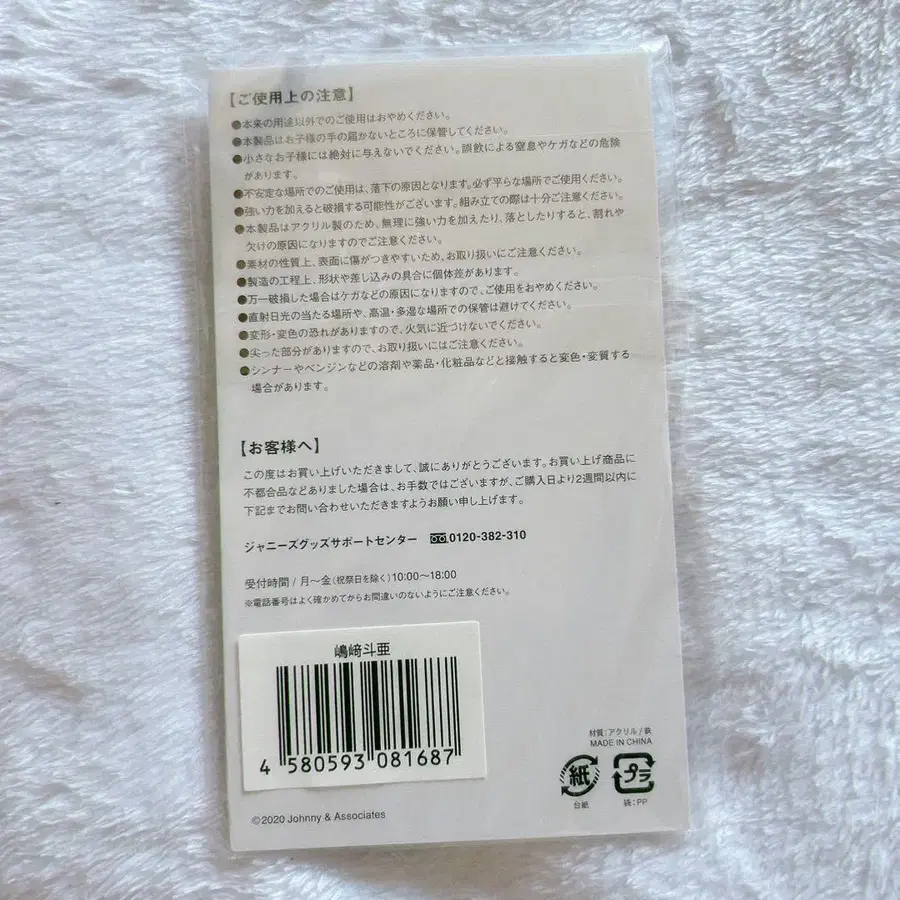 【ご使用上の注意】
●本来の用途以外でのご使用はおやめください。
●本製品はお子様の手の届かないところに保管してください。
●小さなお子様には絶対に与えないでください。誤飲による窒息やケガなどの危険
があります。
●不安定な場所でのご使用は、落下の原因となります。必ず平らな場所でご使用ください。
●強い力を加えると破損する可能性がございます。組み立ての際は十分ご注意ください。
●本製品はアクリル製のため、無理に強い力を加えたり、落としたりすると、割れや
欠けの原因になりますのでご注意ください。
●素材の性質上、表面に傷がつきやすいため、お取り扱いにご注意ください。
●製造の工程上、形状や差し込みの具合に個体差があります。
●万一破損した場合はケガなどの原因になりますので、ご使用をおやめください。
●直射日光の当たる場所や、高温・多湿な場所での保管は避けてください。
●変形・変色の恐れがありますので、火気に近づけないでください。
●尖った部分がありますので、お取り扱いにはご注意ください。
●シンナーやベンジンなどの溶剤や薬品・化粧品などと接触すると変色・変質する
場合があります。
【お客様へ】
この度はお買い上げいただきまして、誠にありがとうございます。お買い上げ商品に
不都合品などありました場合は、お手数ではございますが、ご購入日より2週間以内に
下記までお問い合わせいただきますようお願い申し上げます。
ジャニーズグッズサポートセンター 0120-382-310
受付時間 / 月〜金(祝祭日を除く)10:00〜18:00
※電話番号はよく確かめてからお間違いのないようにご注意ください。
嶋﨑斗亜
4 580593 081687
材質:アクリル / 鉄
MADE IN CHINA
紙 プラ
台紙 袋:PP
©2020 Johnny & Associates